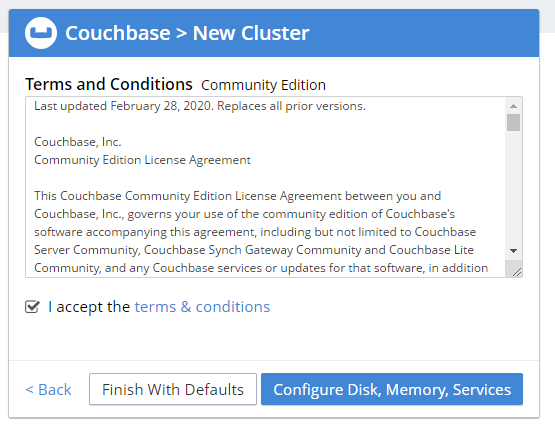 Couchbase > New Cluster
Terms and Conditions Community Edition
Last updated February 28, 2020. Replaces all prior versions.
Couchbase, Inc.
Community Edition License Agreement
This Couchbase Community Edition License Agreement between you and
Couchbase, Inc., governs your use of the community edition of Couchbase's
software accompanying this agreement, including but not limited to Couchbase
Server Community, Couchbase Synch Gateway Community and Couchbase Lite
Community, and any Couchbase services or updates for that software, in addition
I accept the terms & conditions
< Back Finish With Defaults Configure Disk, Memory, Services